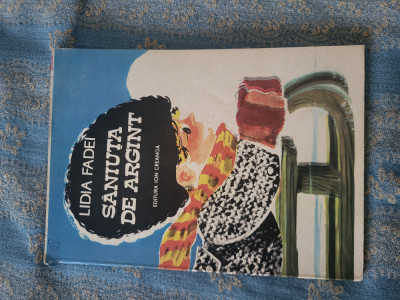 LIDIA FADEI
SĂNIUȚA
DE ARGINT
EDITURA ION CREANGĂ